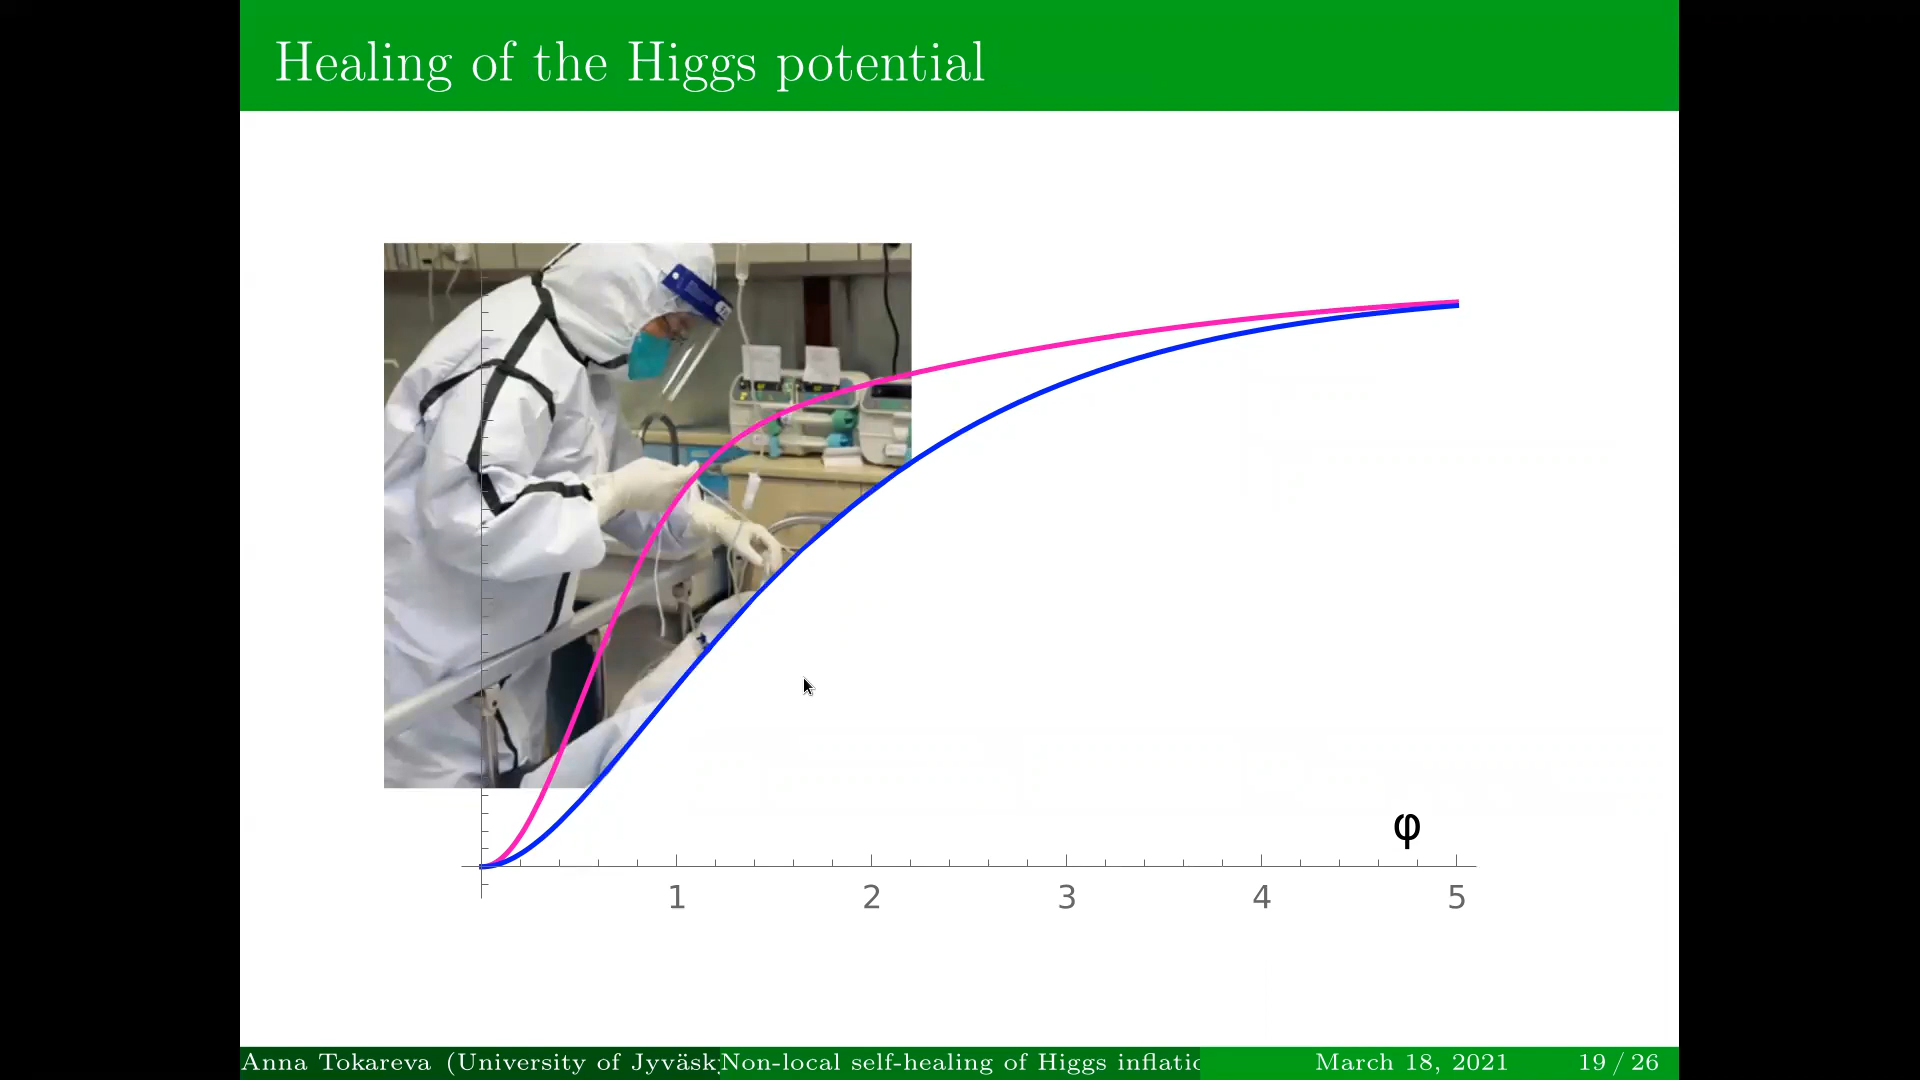 Healing of the Higgs potential
φ
1 2 3 4 5
Anna Tokareva (University of Jyväsk Non-local self-healing of Higgs inflatio March 18, 2021 19 / 26